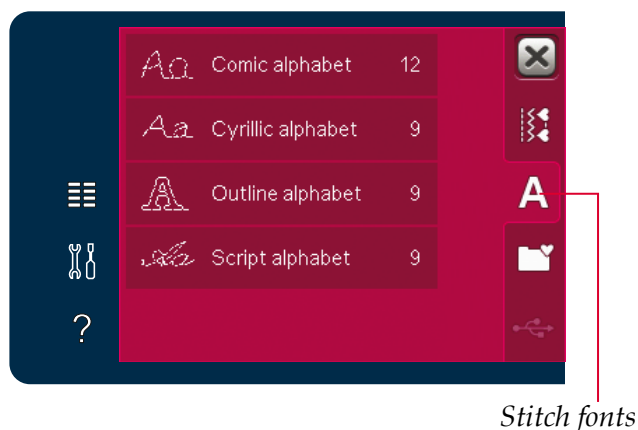 Aa Comic alphabet 12
Aa Cyrillic alphabet 9
A Outline alphabet 9
A
Script alphabet 9
?
Stitch fonts